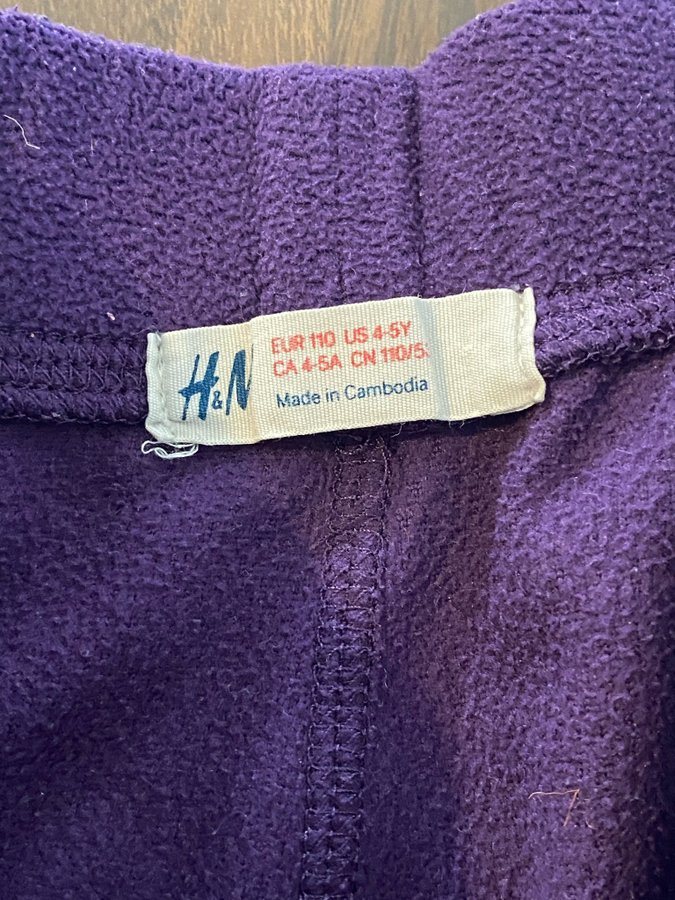 H&N
EUR 110 US 4-5Y
CA 4-5A CN 110/5
Made in Cambodia